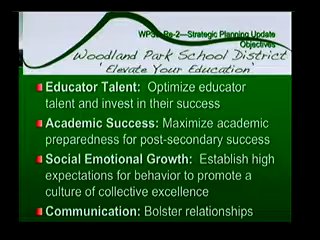 WPSD Re-2—Strategic Planning Update
Objectives
Woodland Park School District
'Elevate Your Education'
Educator Talent: Optimize educator
talent and invest in their success
Academic Success: Maximize academic
preparedness for post-secondary success
Social Emotional Growth: Establish high
expectations for behavior to promote a
culture of collective excellence
Communication: Bolster relationships